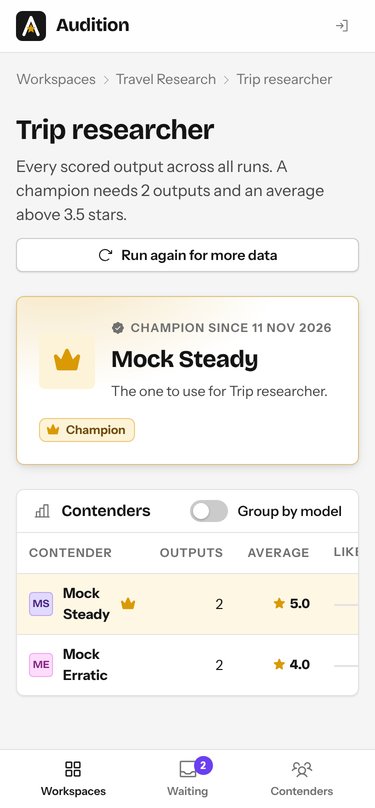 Audition
Workspaces > Travel Research > Trip researcher
Trip researcher
Every scored output across all runs. A
champion needs 2 outputs and an average
above 3.5 stars.
Run again for more data
CHAMPION SINCE 11 NOV 2026
Mock Steady
The one to use for Trip researcher.
Champion
Contenders Group by model
CONTENDER OUTPUTS AVERAGE LIKE
MS Mock Steady 2 5.0
ME Mock Erratic 2 4.0
2
Workspaces Waiting Contenders